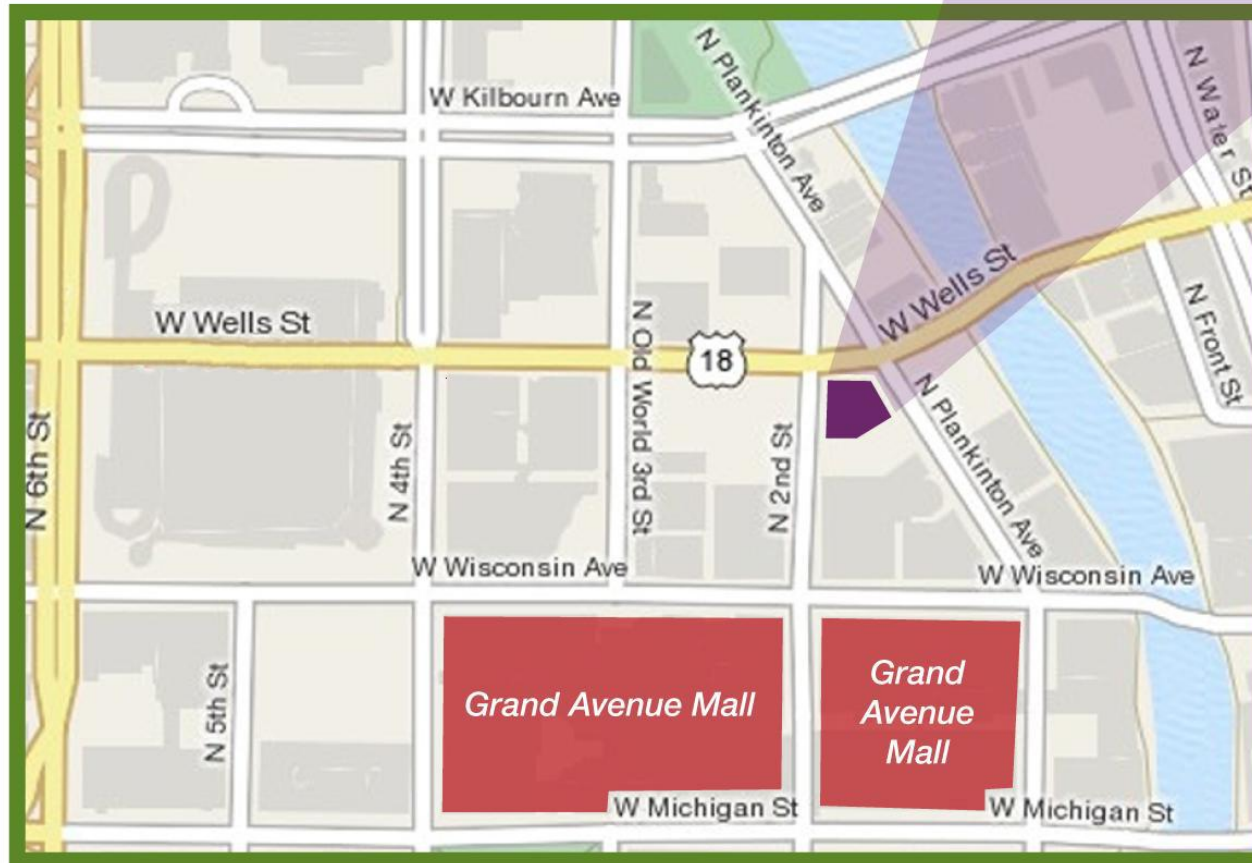 N Plankinton Ave
W Kilbourn Ave
N Water St
W Wells St
W Wells St
18
N Old World 3rd St
N Front St
N 6th St
N 4th St
N 2nd St
N Plankinton Ave
W Wisconsin Ave
W Wisconsin Ave
N 5th St
Grand Avenue Mall
Grand
Avenue
Mall
W Michigan St
W Michigan St